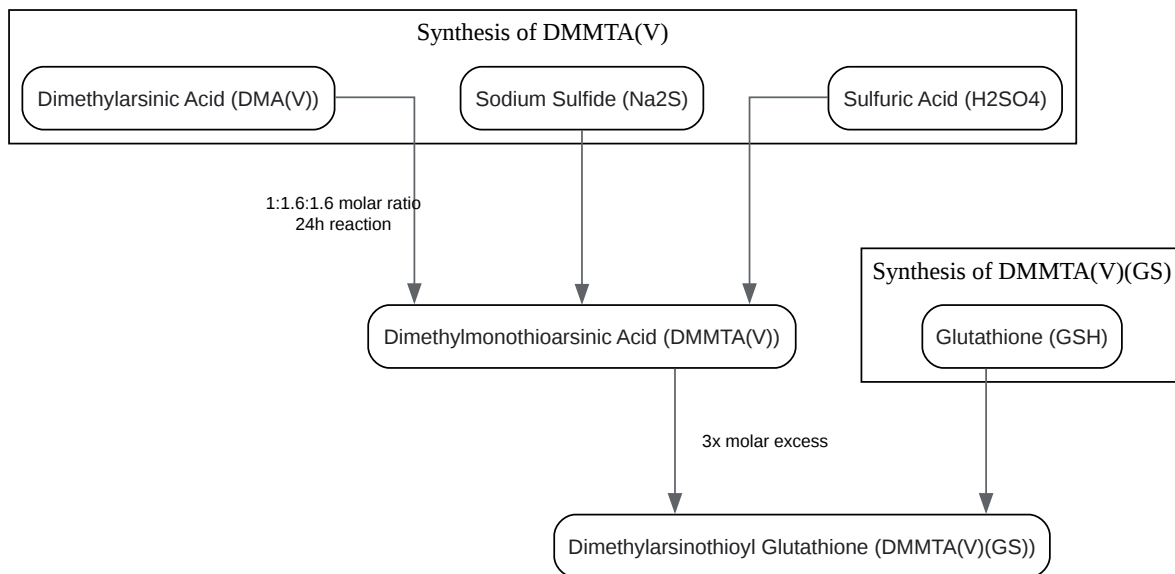 Synthesis of DMMTA(V)
Dimethylarsinic Acid (DMA(V))
Sodium Sulfide (Na2S)
Sulfuric Acid (H2SO4)
1:1.6:1.6 molar ratio
24h reaction
Synthesis of DMMTA(V)(GS)
Dimethylmonothioarsinic Acid (DMMTA(V))
Glutathione (GSH)
3x molar excess
Dimethylarsinothioyl Glutathione (DMMTA(V)(GS))